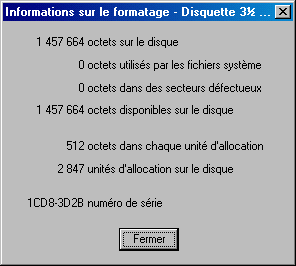 Informations sur le formatage - Disquette 3½ ...
1 457 664 octets sur le disque
0 octets utilisés par les fichiers système
0 octets dans des secteurs défectueux
1 457 664 octets disponibles sur le disque
512 octets dans chaque unité d'allocation
2 847 unités d'allocation sur le disque
1CD8-3D2B numéro de série
Fermer